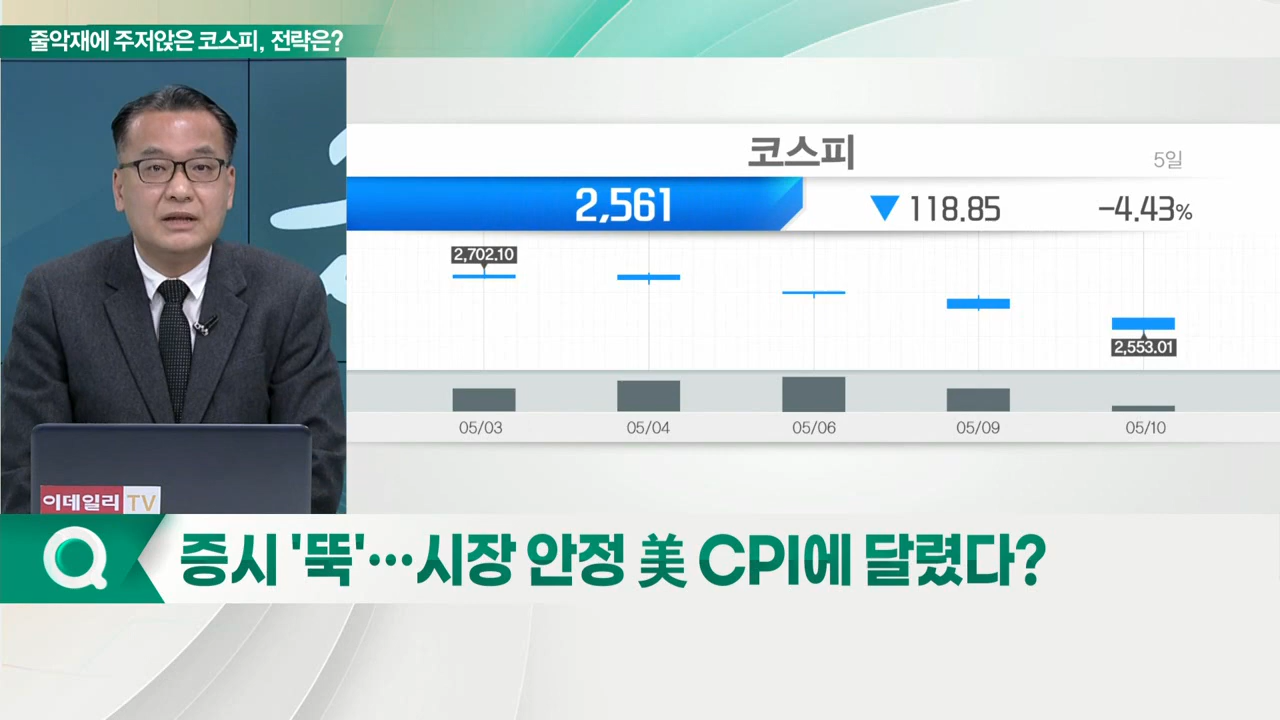 줄악재에 주저앉은 코스피, 전략은?
코스피
5일
2,561 ▼ 118.85 -4.43%
2,702.10
2,553.01
05/03 05/04 05/06 05/09 05/10
이데일리 TV
증시 '뚝'…시장 안정 美 CPI에 달렸다?